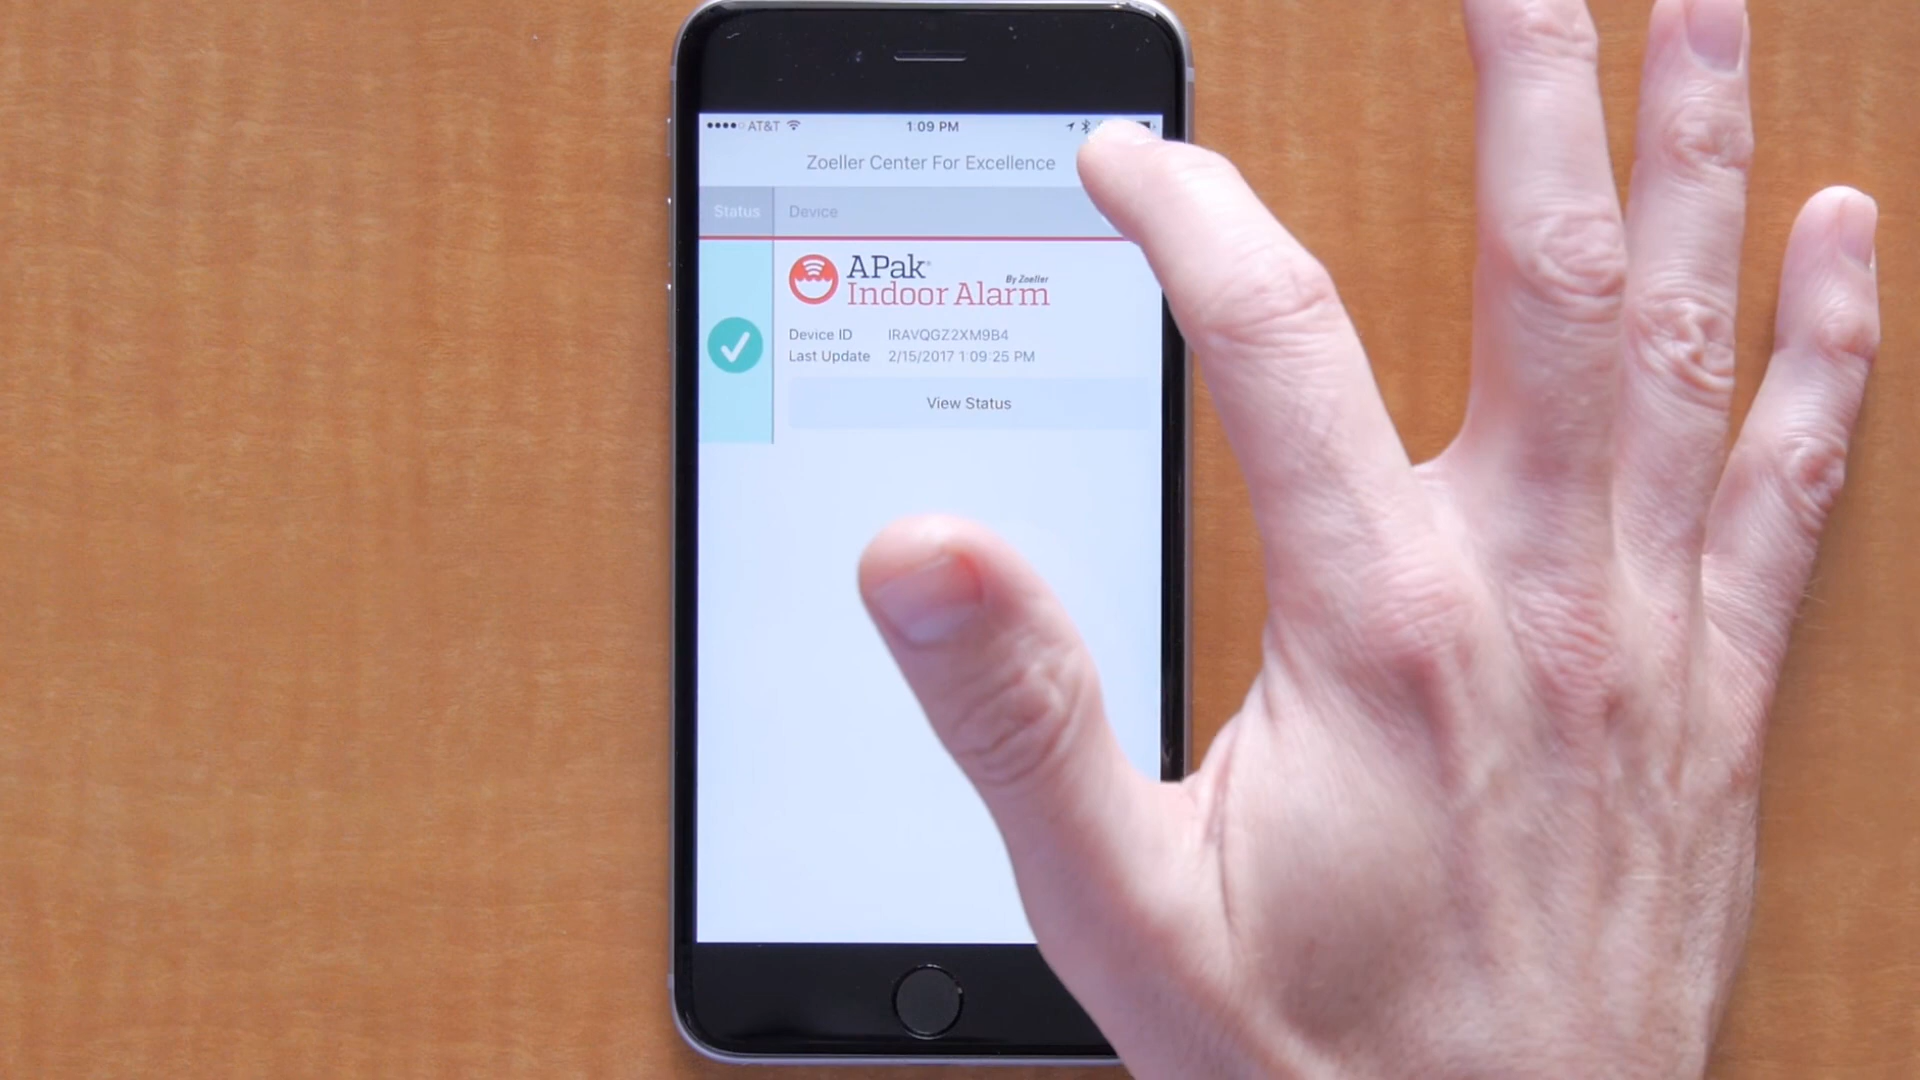 AT&T 1:09 PM
Zoeller Center For Excellence
Status Device
APak®
By Zoeller
Indoor Alarm
Device ID IRAVQGZ2XM9B4
Last Update 2/15/2017 1:09:25 PM
View Status